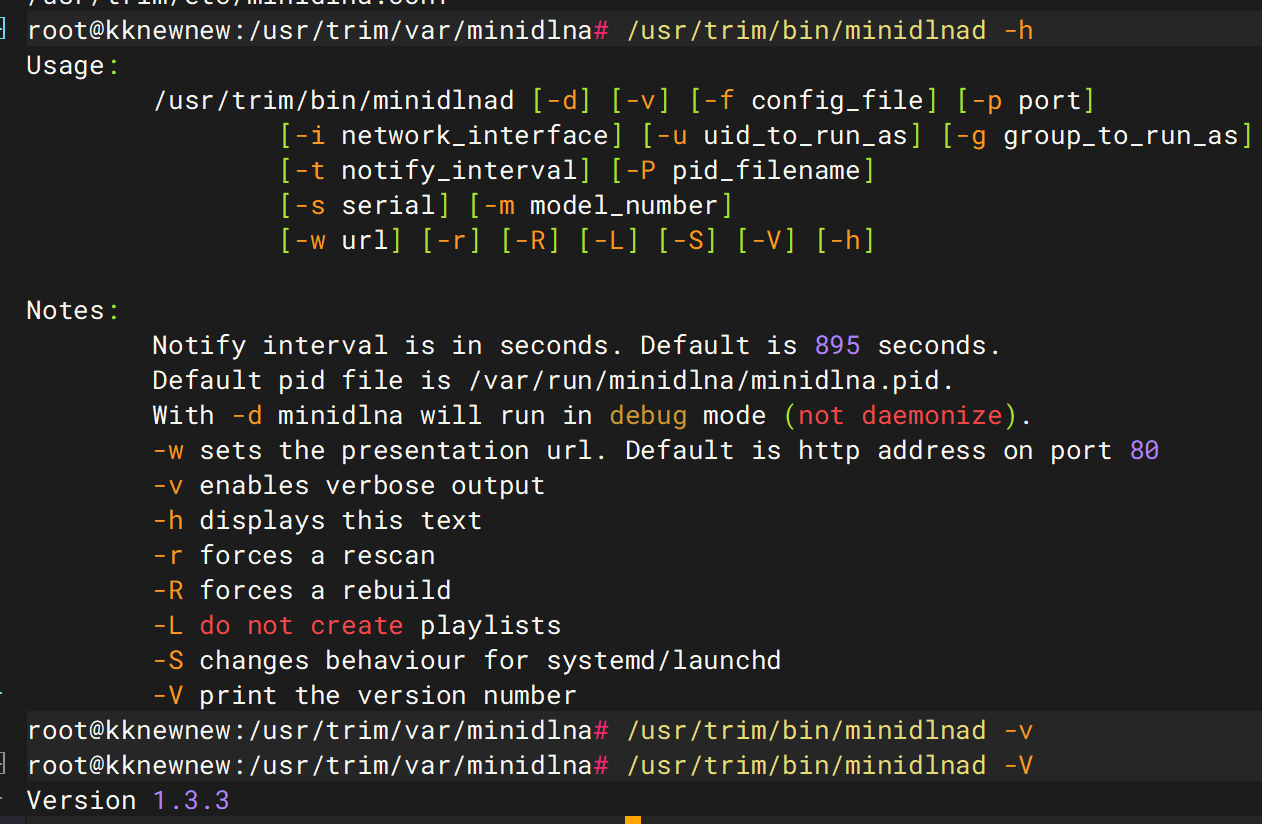 /usr/trim/etc/minidlna.conf
root@kknewnew:/usr/trim/var/minidlna# /usr/trim/bin/minidlnad -h
Usage:
/usr/trim/bin/minidlnad [-d] [-v] [-f config_file] [-p port]
[-i network_interface] [-u uid_to_run_as] [-g group_to_run_as]
[-t notify_interval] [-P pid_filename]
[-s serial] [-m model_number]
[-w url] [-r] [-R] [-L] [-S] [-V] [-h]
Notes:
Notify interval is in seconds. Default is 895 seconds.
Default pid file is /var/run/minidlna/minidlna.pid.
With -d minidlna will run in debug mode (not daemonize).
-w sets the presentation url. Default is http address on port 80
-v enables verbose output
-h displays this text
-r forces a rescan
-R forces a rebuild
-L do not create playlists
-S changes behaviour for systemd/launchd
-V print the version number
root@kknewnew:/usr/trim/var/minidlna# /usr/trim/bin/minidlnad -v
root@kknewnew:/usr/trim/var/minidlna# /usr/trim/bin/minidlnad -V
Version 1.3.3